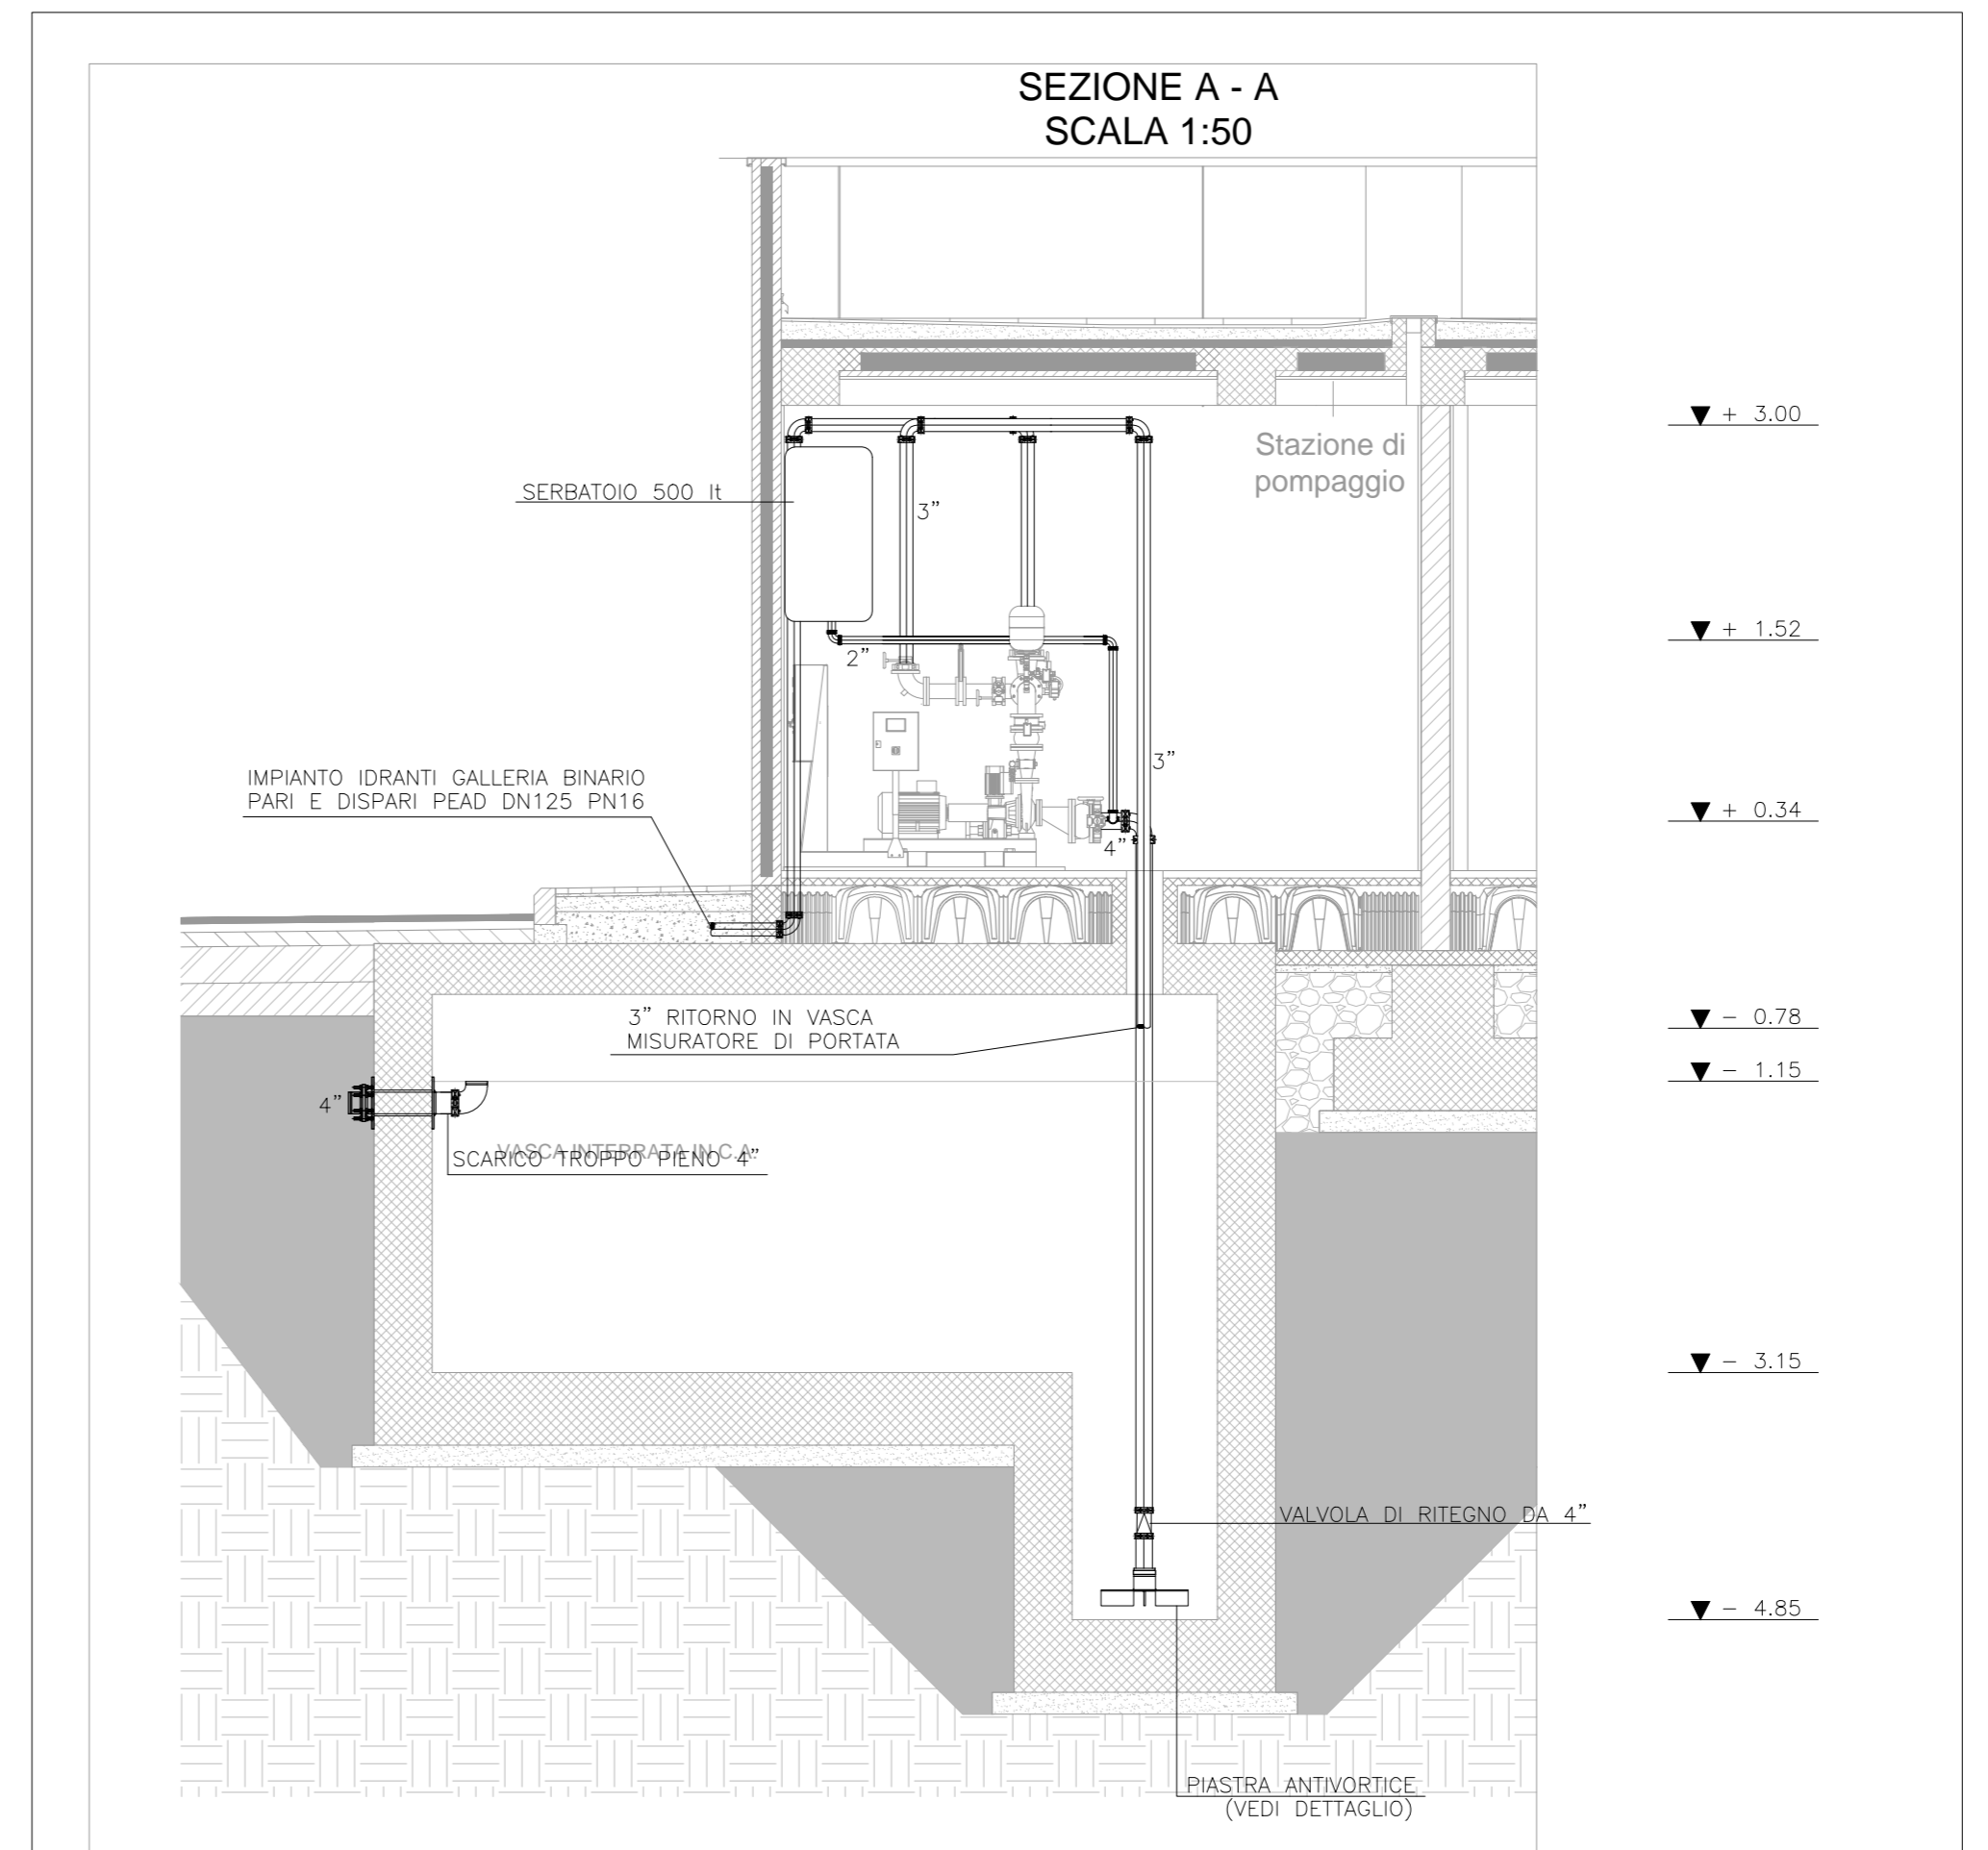 SEZIONE A - A
SCALA 1:50
▼ + 3.00
Stazione di
pompaggio
SERBATOIO 500 lt
3”
▼ + 1.52
2”
3”
IMPIANTO IDRANTI GALLERIA BINARIO
PARI E DISPARI PEAD DN125 PN16
▼ + 0.34
4”
3” RITORNO IN VASCA
MISURATORE DI PORTATA
▼ - 0.78
▼ - 1.15
4”
VASCA INTERRATA IN C.A.
SCARICO TROPPO PIENO 4”
▼ - 3.15
VALVOLA DI RITEGNO DA 4”
▼ - 4.85
PIASTRA ANTIVORTICE
(VEDI DETTAGLIO)